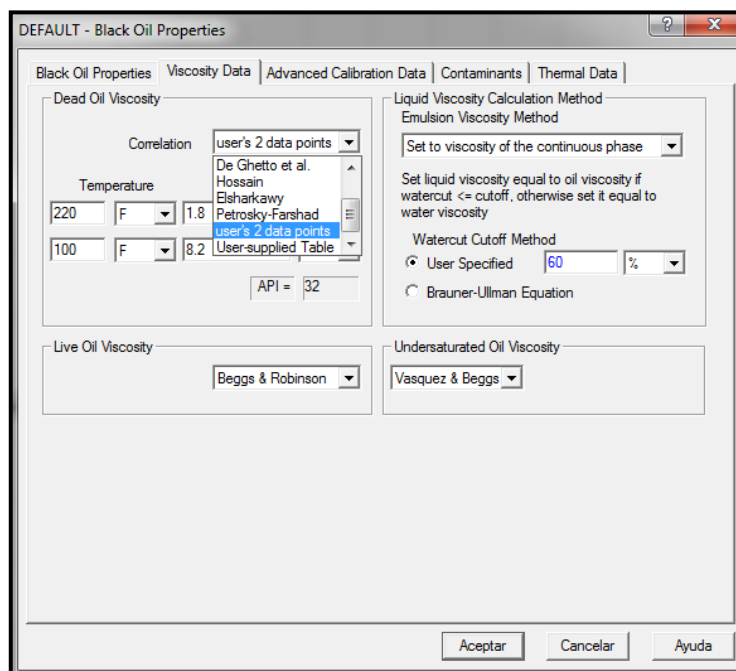 DEFAULT - Black Oil Properties
?
X
Black Oil Properties
Viscosity Data
Advanced Calibration Data
Contaminants
Thermal Data
Dead Oil Viscosity
Correlation
user's 2 data points
De Ghetto et al.
Hossain
Elsharkawy
Petrosky-Farshad
user's 2 data points
User-supplied Table
Temperature
220 F 1.8
100 F 8.2
API = 32
Liquid Viscosity Calculation Method
Emulsion Viscosity Method
Set to viscosity of the continuous phase
Set liquid viscosity equal to oil viscosity if
watercut <= cutoff, otherwise set it equal to
water viscosity
Watercut Cutoff Method
User Specified 60 %
Brauner-Ullman Equation
Live Oil Viscosity
Beggs & Robinson
Undersaturated Oil Viscosity
Vasquez & Beggs
Aceptar
Cancelar
Ayuda